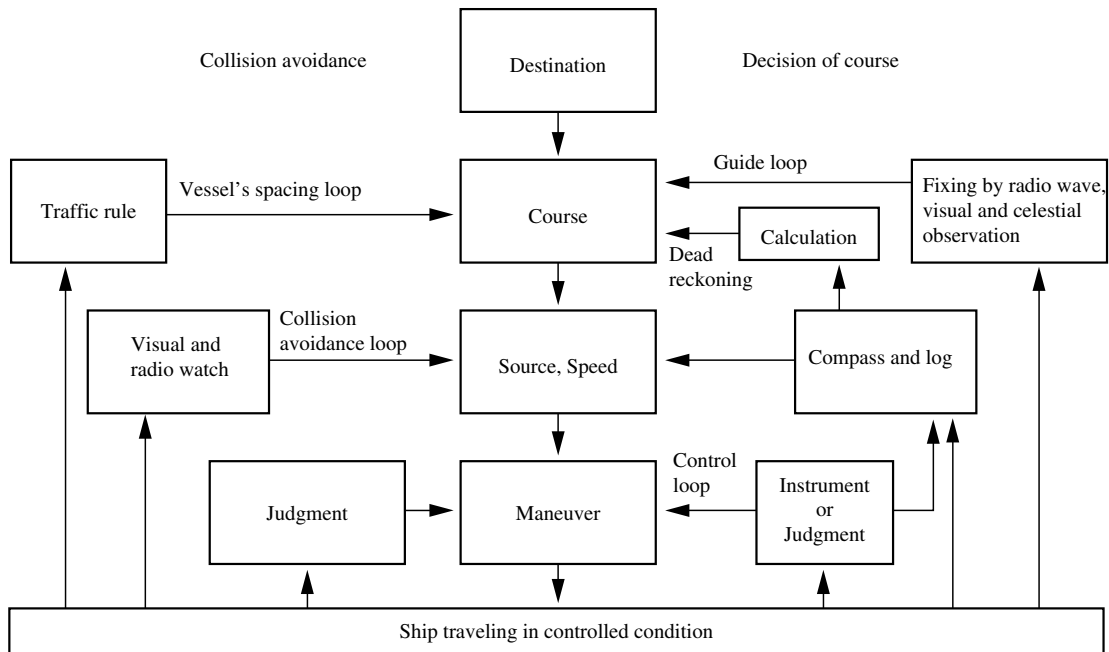 Collision avoidance
Destination
Decision of course
Traffic rule
Vessel's spacing loop
Course
Guide loop
Fixing by radio wave,
visual and celestial
observation
Calculation
Dead
reckoning
Visual and
radio watch
Collision
avoidance loop
Source, Speed
Compass and log
Judgment
Maneuver
Control
loop
Instrument
or
Judgment
Ship traveling in controlled condition